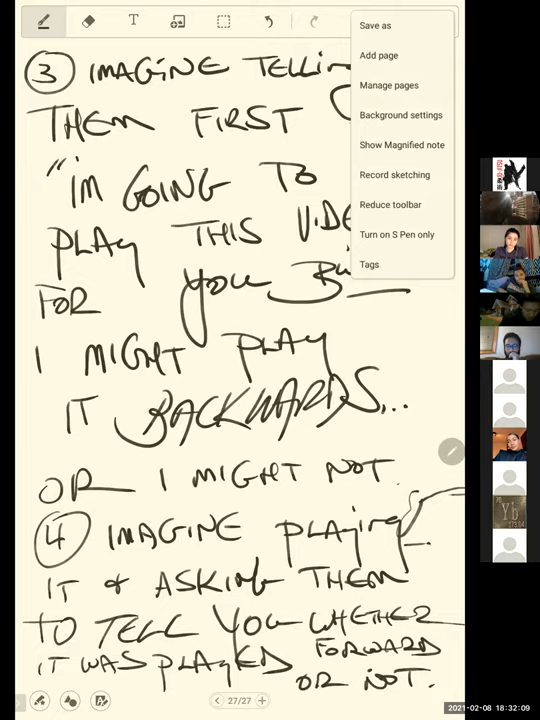 Save as
Add page
Manage pages
Background settings
Show Magnified note
Record sketching
Reduce toolbar
Turn on S Pen only
Tags
T
3 IMAGINE TELLIN
THEM FIRST
"IM GOING TO
PLAY THIS VIDE
FOR YOU BU
I MIGHT PLAY
IT BACKWARDS...
OR I MIGHT NOT.
4 IMAGINE PLAYING
IT & ASKING THEM
TO TELL YOU WHETHER
IT WAS PLAYED FORWARD
OR NOT.
27/27
Yb
2021-02-08 18:32:09